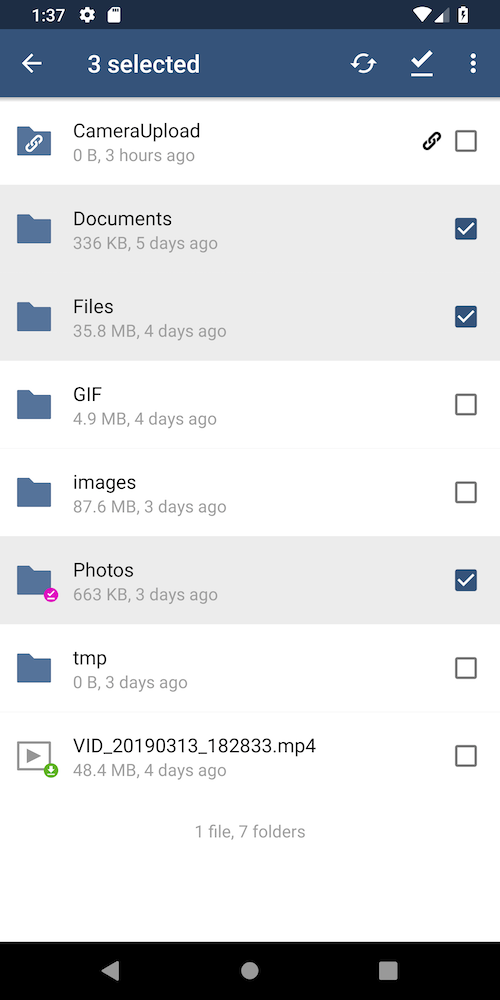 1:37
3 selected
CameraUpload
0 B, 3 hours ago
Documents
336 KB, 5 days ago
Files
35.8 MB, 4 days ago
GIF
4.9 MB, 4 days ago
images
87.6 MB, 3 days ago
Photos
663 KB, 3 days ago
tmp
0 B, 3 days ago
VID_20190313_182833.mp4
48.4 MB, 4 days ago
1 file, 7 folders